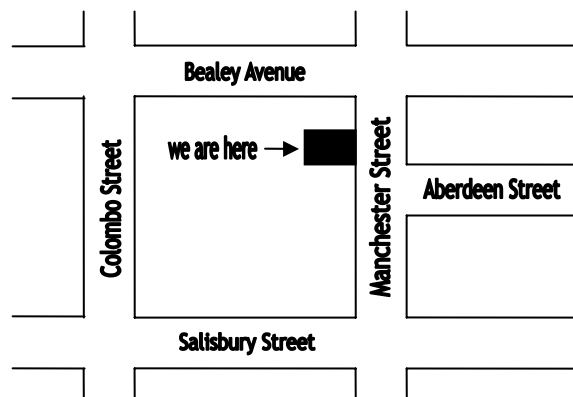 Bealey Avenue
we are here
Colombo Street
Manchester Street
Aberdeen Street
Salisbury Street